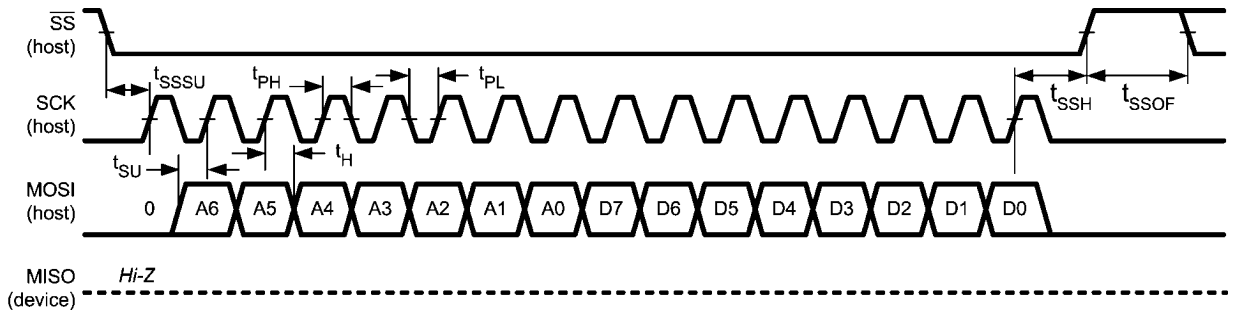 SS
(host)
tSSSU
tPH
tPL
tSSH
tSSOF
SCK
(host)
tSU
tH
MOSI
(host)
0 A6 A5 A4 A3 A2 A1 A0 D7 D6 D5 D4 D3 D2 D1 D0
MISO
(device)
Hi-Z